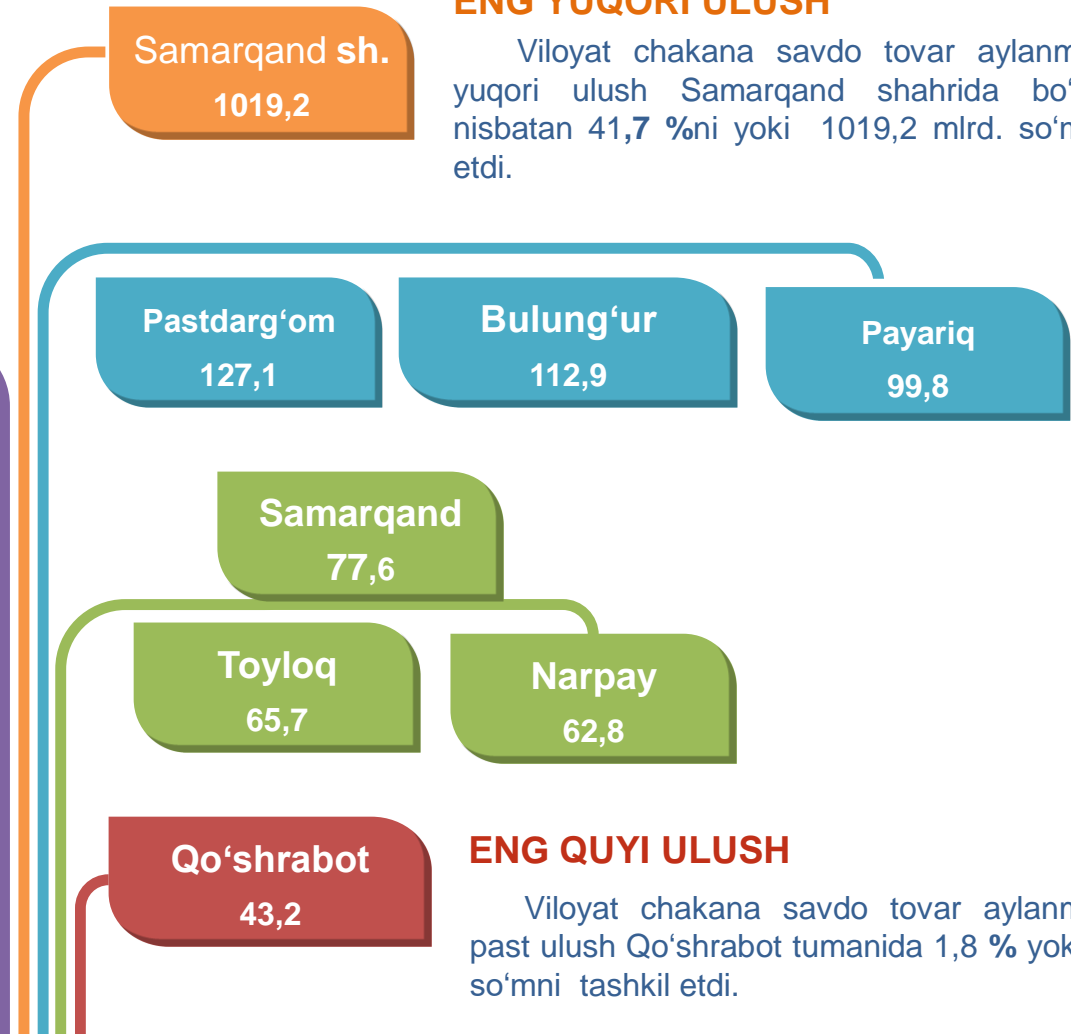 ENG YUQORI ULUSH
Samarqand sh.
1019,2
Viloyat chakana savdo tovar
yuqori ulush Samarqand shahrida
nisbatan 41,7 %ni yoki 1019,2 mlrd.
etdi.
Pastdarg‘om
127,1
Bulung‘ur
112,9
Payariq
99,8
Samarqand
77,6
Toyloq
65,7
Narpay
62,8
Qo‘shrabot
43,2
ENG QUYI ULUSH
Viloyat chakana savdo tovar
past ulush Qo‘shrabot tumanida 1,8 %
so‘mni tashkil etdi.